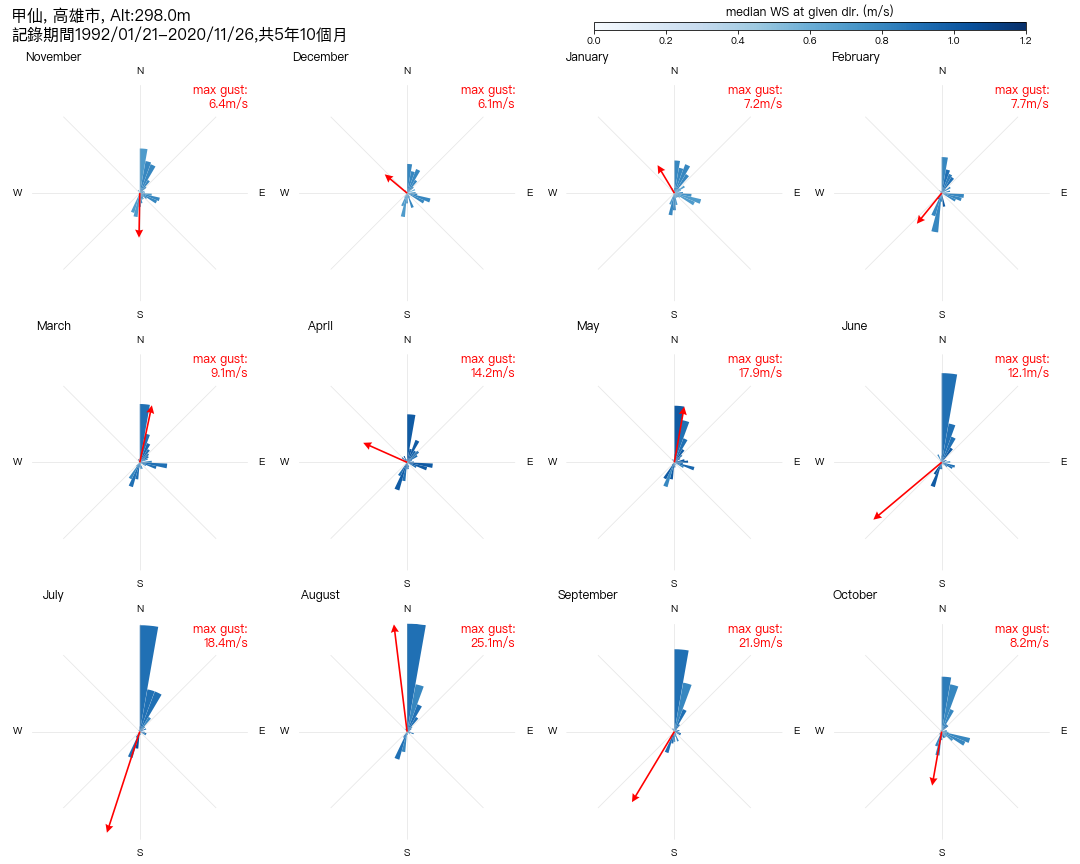 甲仙, 高雄市, Alt:298.0m
記錄期間1992/01/21–2020/11/26,共5年10個月
median WS at given dir. (m/s)
0.0 0.2 0.4 0.6 0.8 1.0 1.2
November
N
max gust:
6.4m/s
W E
S
December
N
max gust:
6.1m/s
W E
S
January
N
max gust:
7.2m/s
W E
S
February
N
max gust:
7.7m/s
W E
S
March
N
max gust:
9.1m/s
W E
S
April
N
max gust:
14.2m/s
W E
S
May
N
max gust:
17.9m/s
W E
S
June
N
max gust:
12.1m/s
W E
S
July
N
max gust:
18.4m/s
W E
S
August
N
max gust:
25.1m/s
W E
S
September
N
max gust:
21.9m/s
W E
S
October
N
max gust:
8.2m/s
W E
S